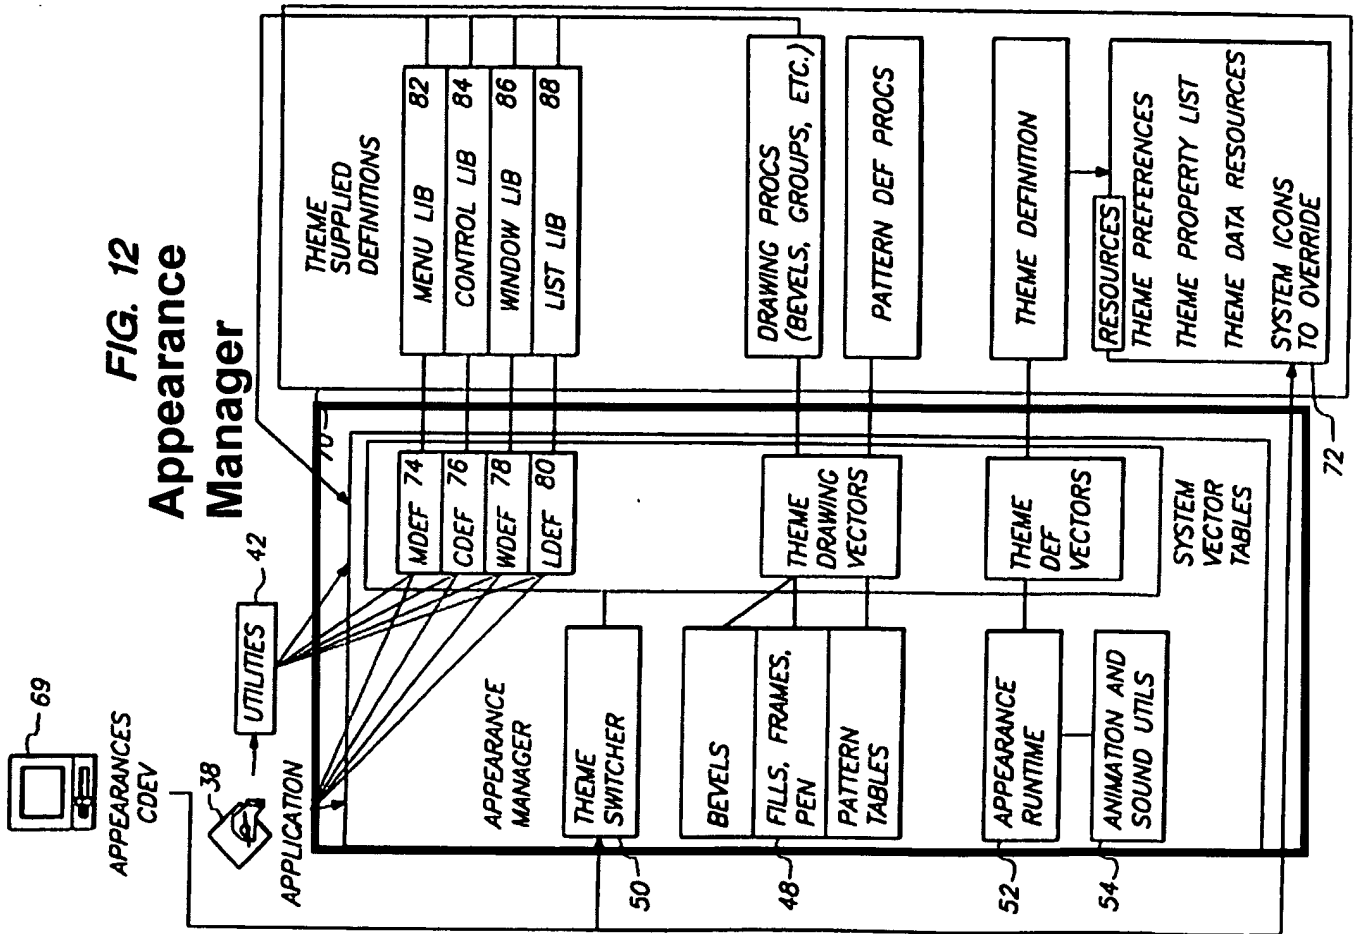 FIG. 12
Appearance
Manager
69
APPEARANCES
CDEV
38
APPLICATION
UTILITIES
42
70
APPEARANCE
MANAGER
THEME
SWITCHER
50
BEVELS
FILLS, FRAMES,
PEN
PATTERN
TABLES
48
APPEARANCE
RUNTIME
52
ANIMATION AND
SOUND UTILS
54
MDEF 74
CDEF 76
WDEF 78
LDEF 80
THEME
DRAWING
VECTORS
THEME
DEF
VECTORS
SYSTEM
VECTOR
TABLES
THEME
SUPPLIED
DEFINITIONS
MENU LIB 82
CONTROL LIB 84
WINDOW LIB 86
LIST LIB 88
DRAWING PROCS
(BEVELS, GROUPS, ETC.)
PATTERN DEF PROCS
THEME DEFINITION
RESOURCES
THEME PREFERENCES
THEME PROPERTY LIST
THEME DATA RESOURCES
SYSTEM ICONS
TO OVERRIDE
72